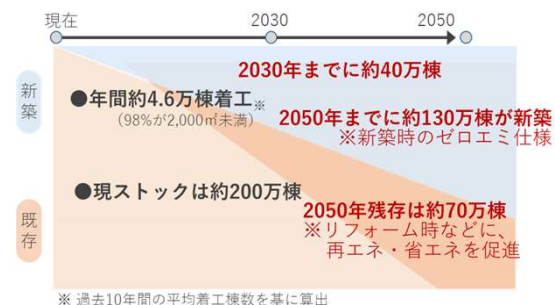 現在
2030
2050
新築
2030年までに約40万棟
●年間約4.6万棟着工※
（98%が2,000㎡未満）
2050年までに約130万棟が新築
※新築時のゼロエミ仕様
既存
●現ストックは約200万棟
2050年残存は約70万棟
※リフォーム時などに、
再エネ・省エネを促進
※ 過去10年間の平均着工棟数を基に算出